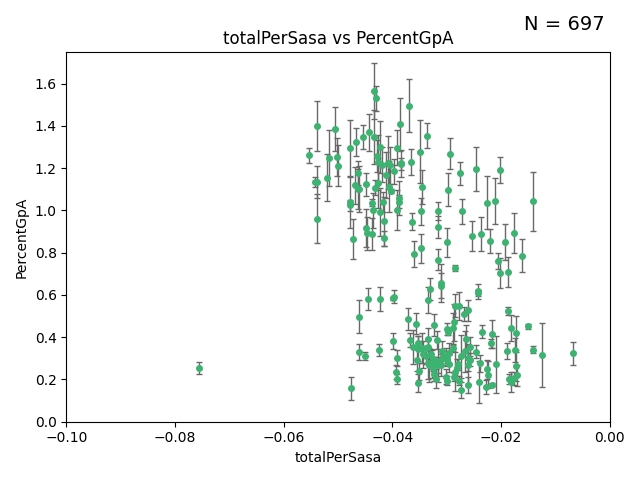 N = 697
totalPerSasa vs PercentGpA
PercentGpA
1.6
1.4
1.2
1.0
0.8
0.6
0.4
0.2
0.0
−0.10 −0.08 −0.06 −0.04 −0.02 0.00
totalPerSasa